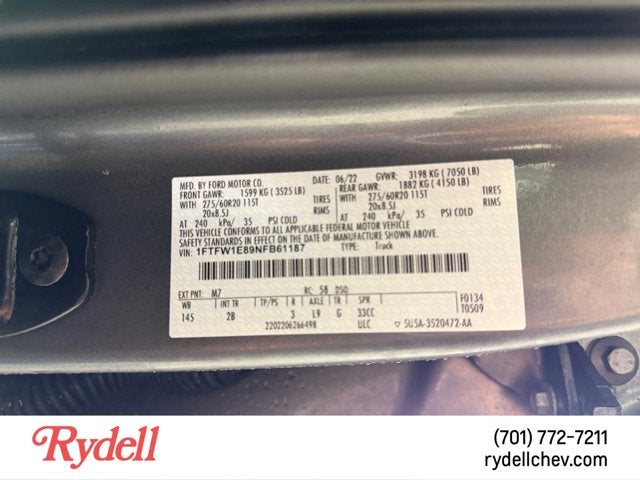 MFD. BY FORD MOTOR CO. DATE: 06/22 GVWR: 3198 KG (7050 LB)
FRONT GAWR: 1599 KG (3525 LB) REAR GAWR: 1882 KG (4150 LB)
WITH 275/60R20 115T TIRES WITH 275/60R20 115T TIRES
20x8.5J RIMS 20x8.5J RIMS
AT 240 kPa/ 35 PSI COLD AT 240 kPa/ 35 PSI COLD
THIS VEHICLE CONFORMS TO ALL APPLICABLE FEDERAL MOTOR VEHICLE
SAFETY AND THEFT PREVENTION STANDARDS IN EFFECT ON THE DATE OF
MANUFACTURE SHOWN ABOVE.
VIN: 1FTFW1E89NFB61187 TYPE: Truck
EXT PNT: M7 RC: 58 DSO: F0134
WB INT TR TP/PS R AXLE TR SPR T0509
145 2B 3 L9 G 33CC
2202206266498 ULC 5U5A-3520472-AA
Rydell
(701) 772-7211
rydellchev.com